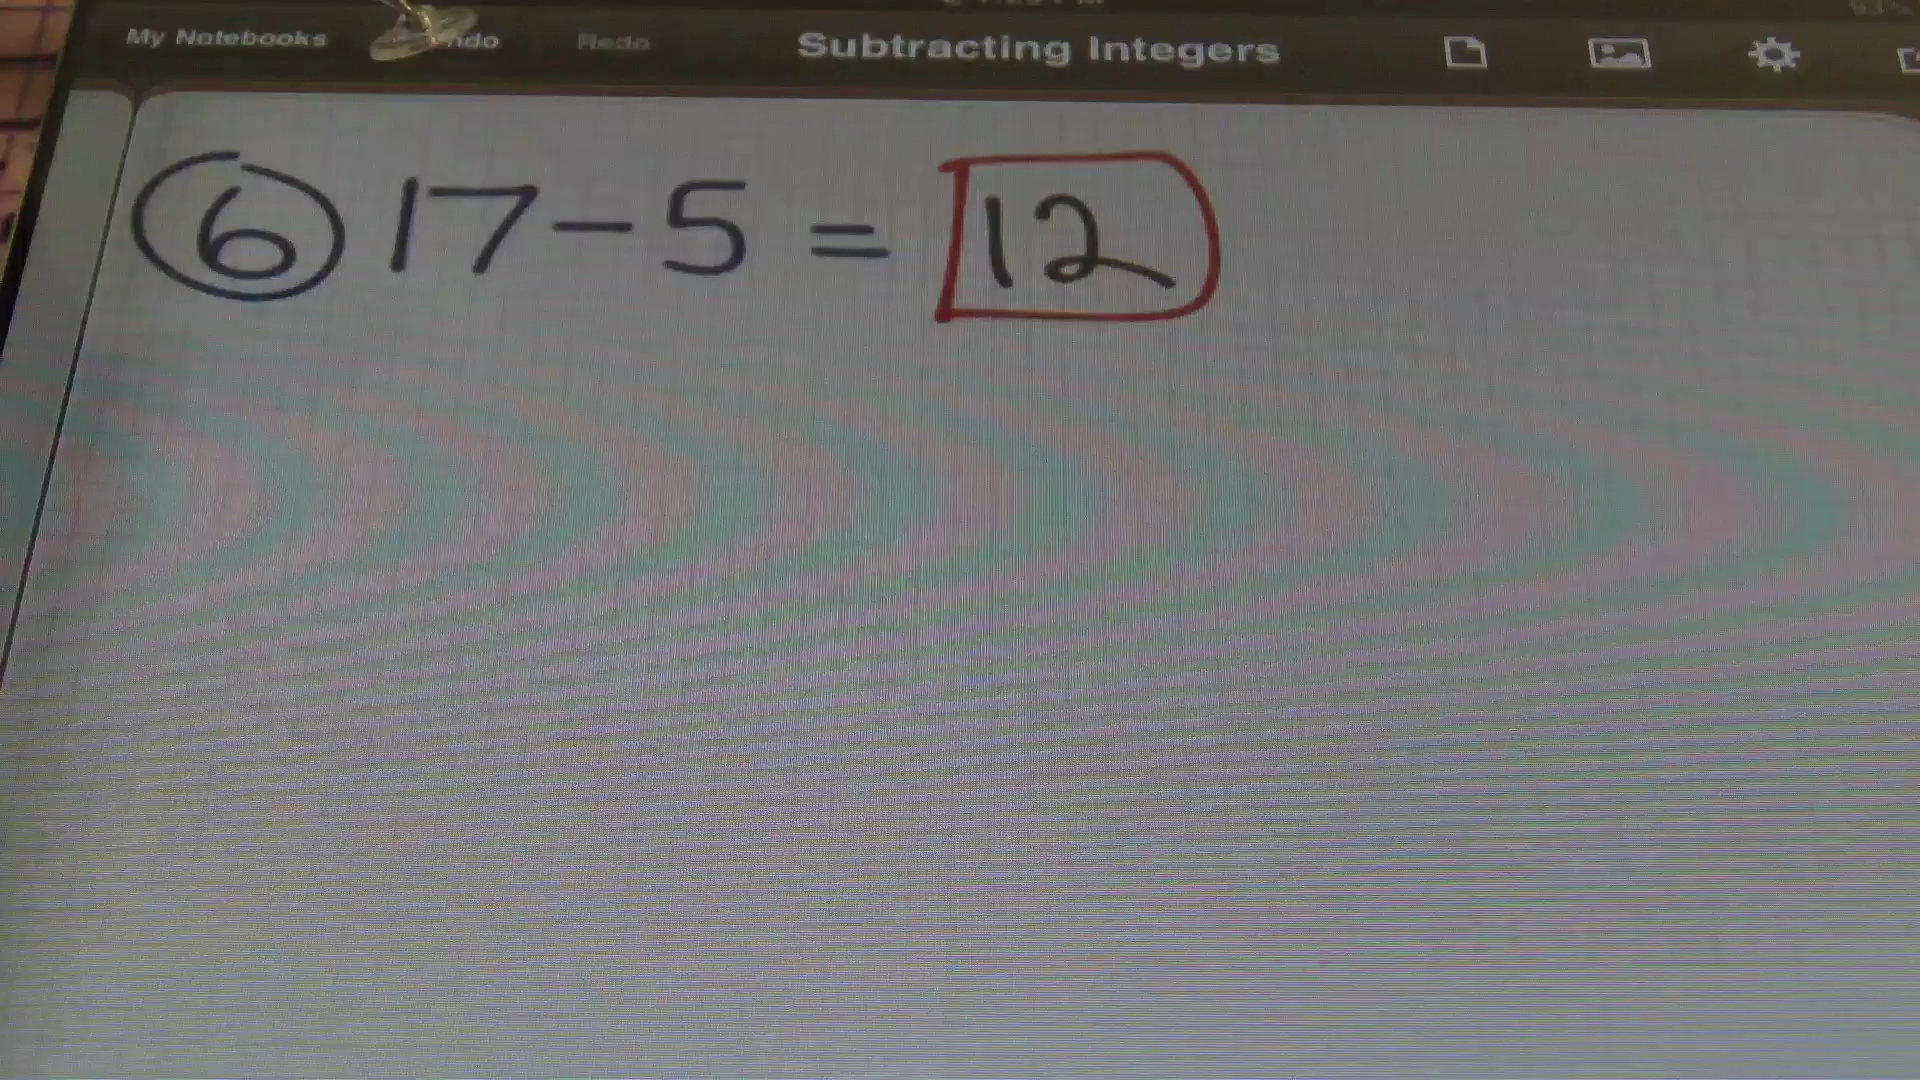 My Notebooks Redo Subtracting Integers
6 17 - 5 = 12